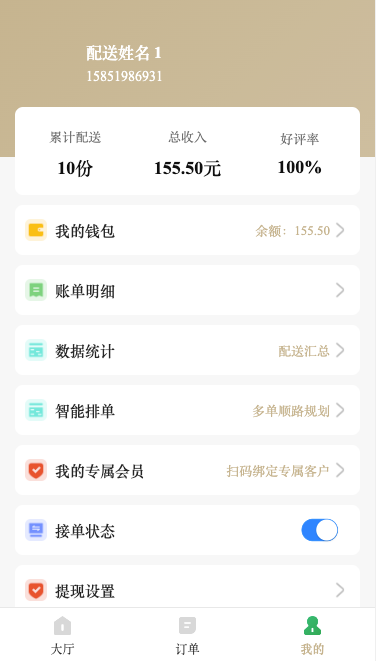 配送姓名 1
15851986931
累计配送 总收入 好评率
10份 155.50元 100%
我的钱包 余额：155.50
账单明细
数据统计 配送汇总
智能排单 多单顺路规划
我的专属会员 扫码绑定专属客户
接单状态
提现设置
大厅 订单 我的